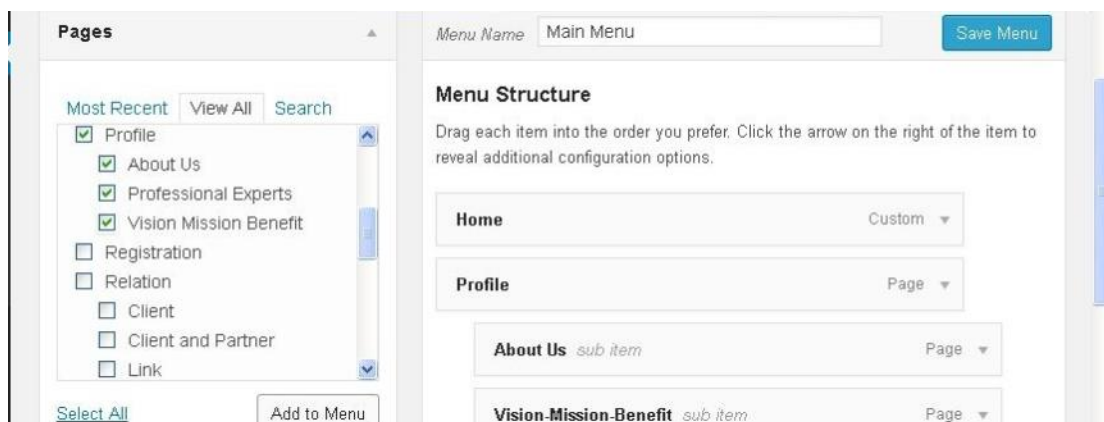 Pages
Most Recent View All Search
Profile
About Us
Professional Experts
Vision Mission Benefit
Registration
Relation
Client
Client and Partner
Link
Select All Add to Menu
Menu Name Main Menu Save Menu
Menu Structure
Drag each item into the order you prefer. Click the arrow on the right of the item to
reveal additional configuration options.
Home Custom
Profile Page
About Us sub item Page
Vision-Mission-Benefit sub item Page